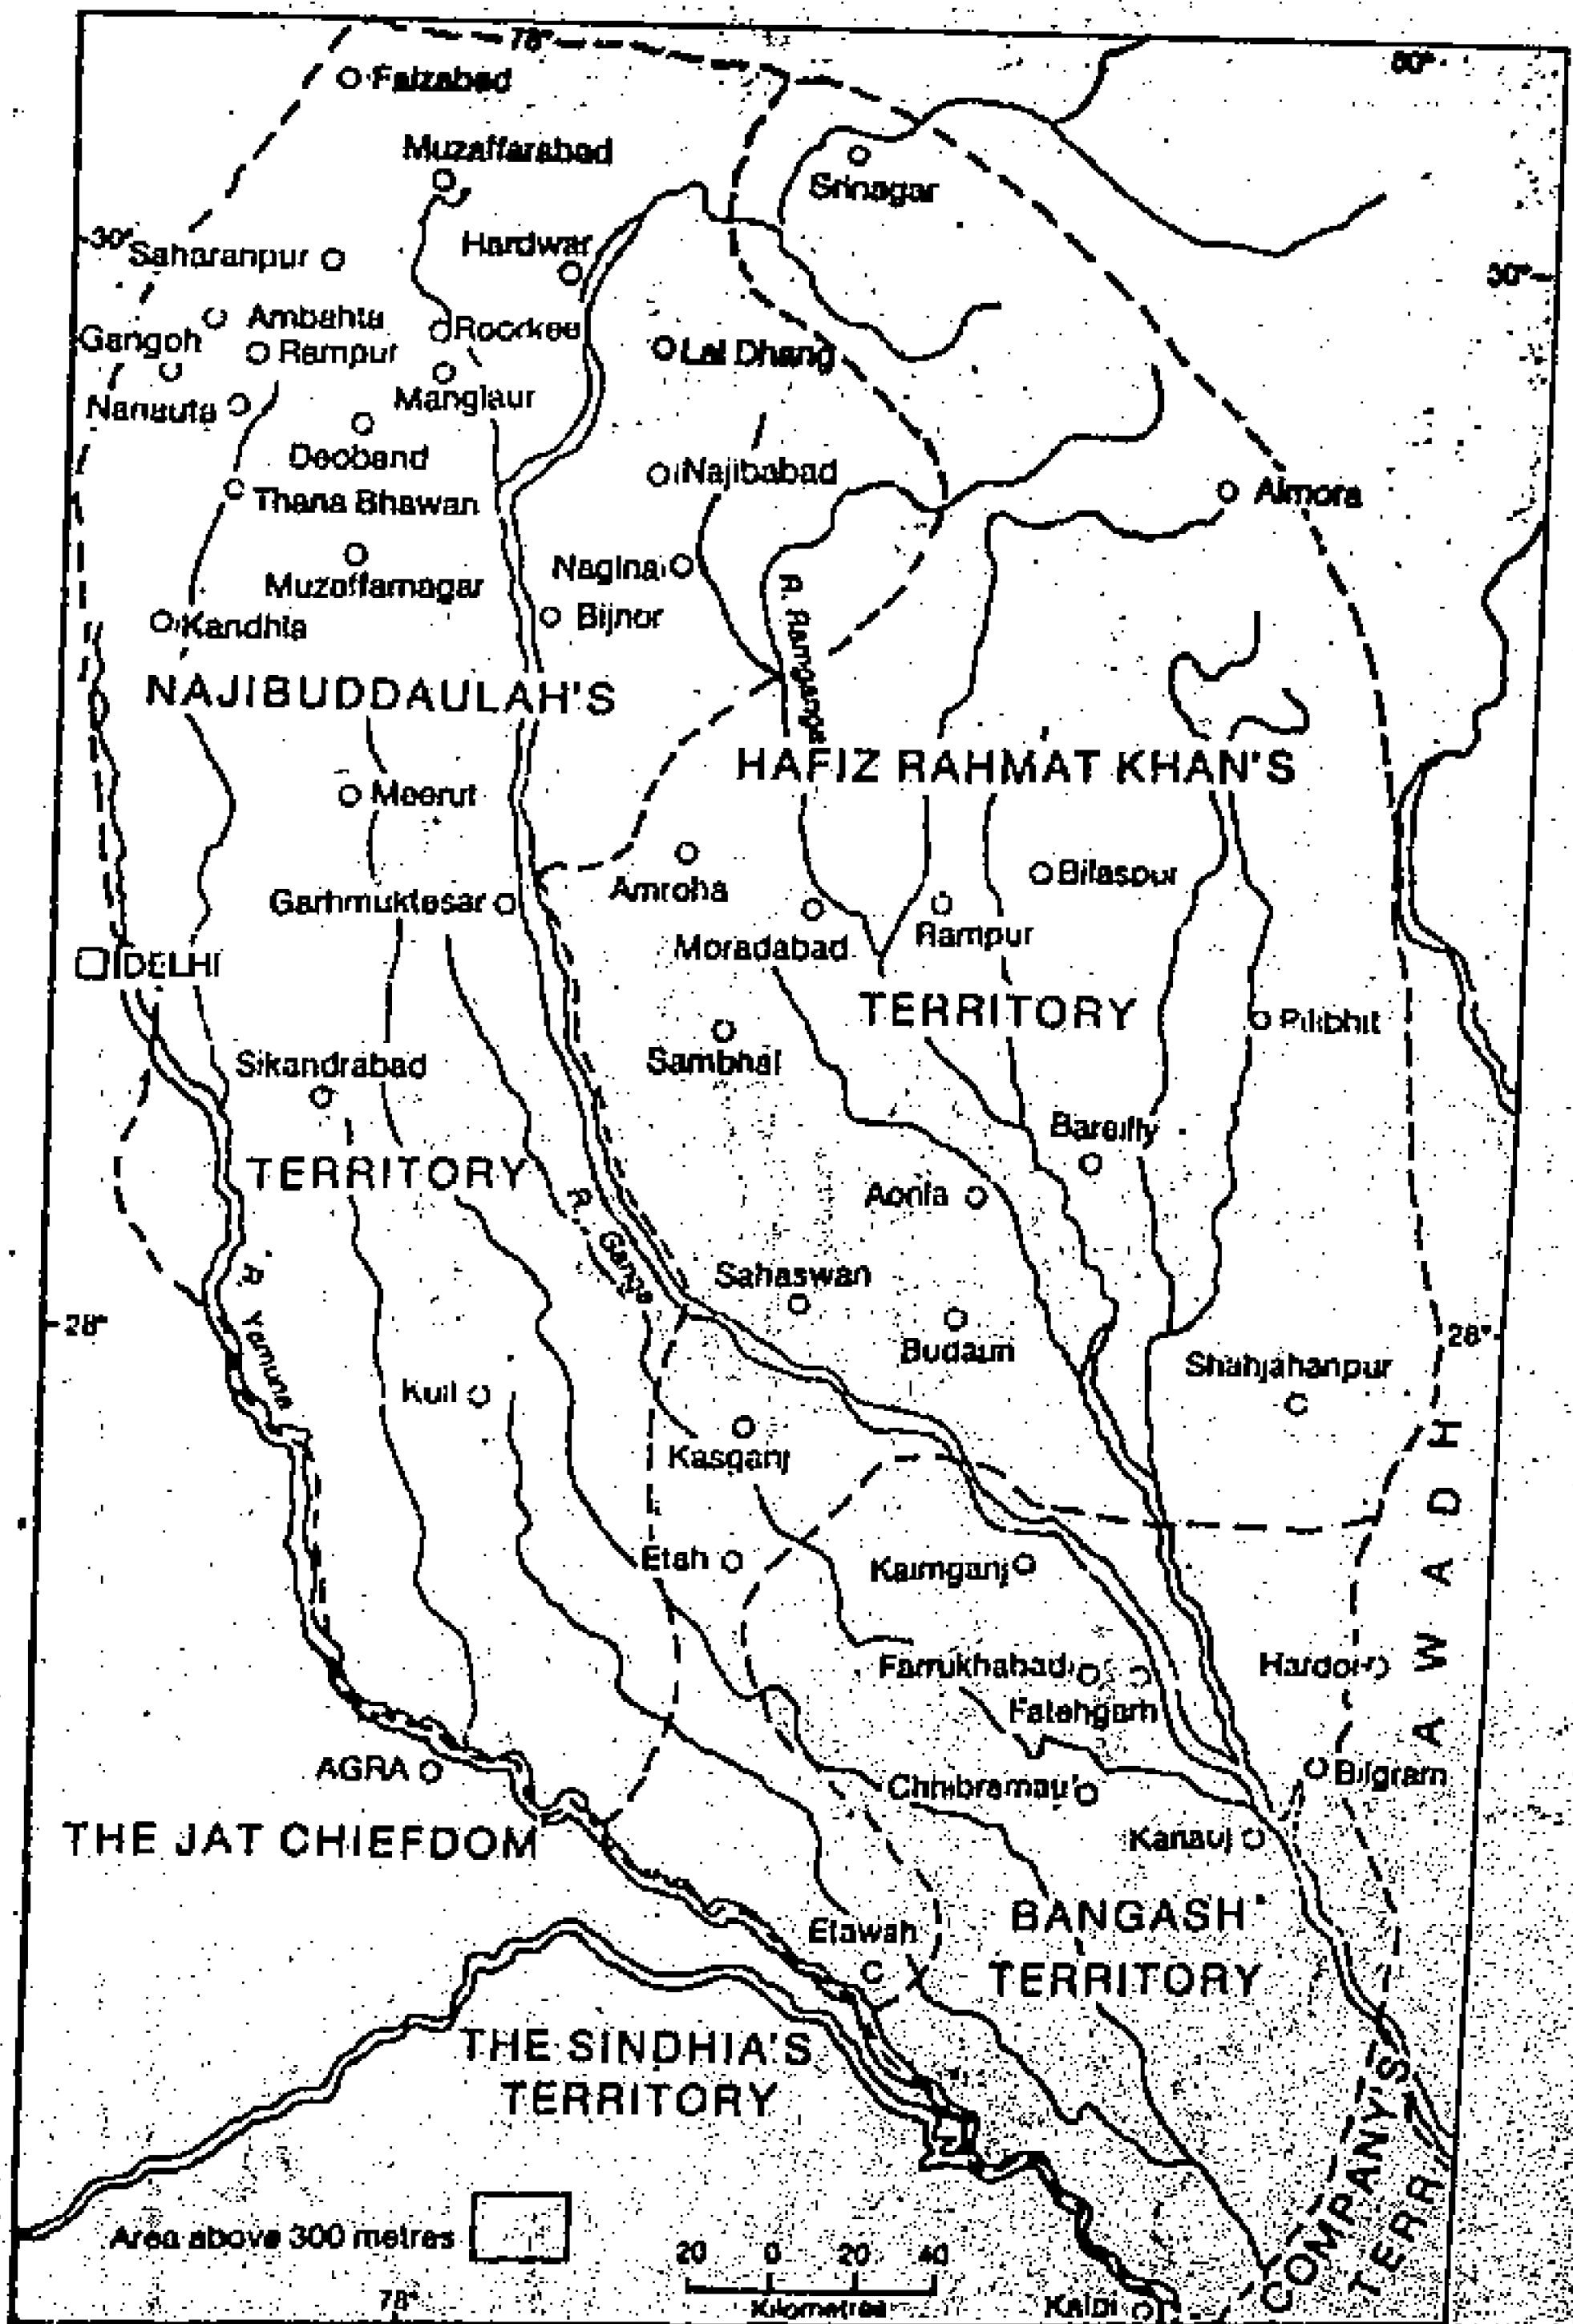 78°
80°
Faizabad
Muzaffarabad
Srinagar
30°
Saharanpur
Hardwar
30°
Ambahta
Roorkee
Gangoh
Rampur
Lal Dhang
Nanauta
Manglaur
Deoband
Najibabad
Thana Bhawan
Almora
Nagina
Muzaffarnagar
Bijnor
R. Ramganga
Kandhla
NAJIBUDDAULAH'S
HAFIZ RAHMAT KHAN'S
Meerut
Amroha
Bilaspur
Garhmuktesar
Moradabad
Rampur
DELHI
TERRITORY
Pilibhit
Sambhal
Sikandrabad
Bareilly
TERRITORY
Aonla
R. Ganga
Sahaswan
R. Yamuna
28°
Budaun
28°
Shahjahanpur
Kuil
Kasganj
AWADH
Etah
Kaimganj
Farrukhabad
Hardoi
Fatehgarh
AGRA
Chhibramau
Bilgram
THE JAT CHIEFDOM
Kanauj
BANGASH
Etawah
TERRITORY
THE SINDHIA'S
TERRITORY
COMPANY'S
TERR.
Area above 300 metres
20 0 20 40
Kilometres
78°
Kalpi